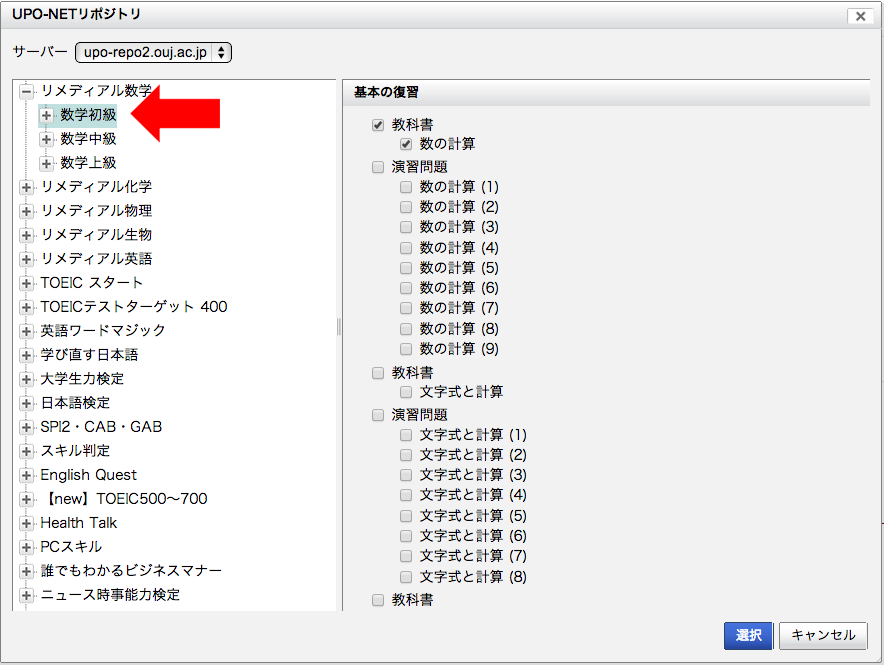 UPO-NETリポジトリ
サーバー upo-repo2.ouj.ac.jp
リメディアル数学
数学初級
数学中級
数学上級
リメディアル化学
リメディアル物理
リメディアル生物
リメディアル英語
TOEIC スタート
TOEICテストターゲット 400
英語ワードマジック
学び直す日本語
大学生力検定
日本語検定
SPI2・CAB・GAB
スキル判定
English Quest
【new】TOEIC500〜700
Health Talk
PCスキル
誰でもわかるビジネスマナー
ニュース時事能力検定
基本の復習
教科書
数の計算
演習問題
数の計算 (1)
数の計算 (2)
数の計算 (3)
数の計算 (4)
数の計算 (5)
数の計算 (6)
数の計算 (7)
数の計算 (8)
数の計算 (9)
教科書
文字式と計算
演習問題
文字式と計算 (1)
文字式と計算 (2)
文字式と計算 (3)
文字式と計算 (4)
文字式と計算 (5)
文字式と計算 (6)
文字式と計算 (7)
文字式と計算 (8)
教科書
選択 キャンセル